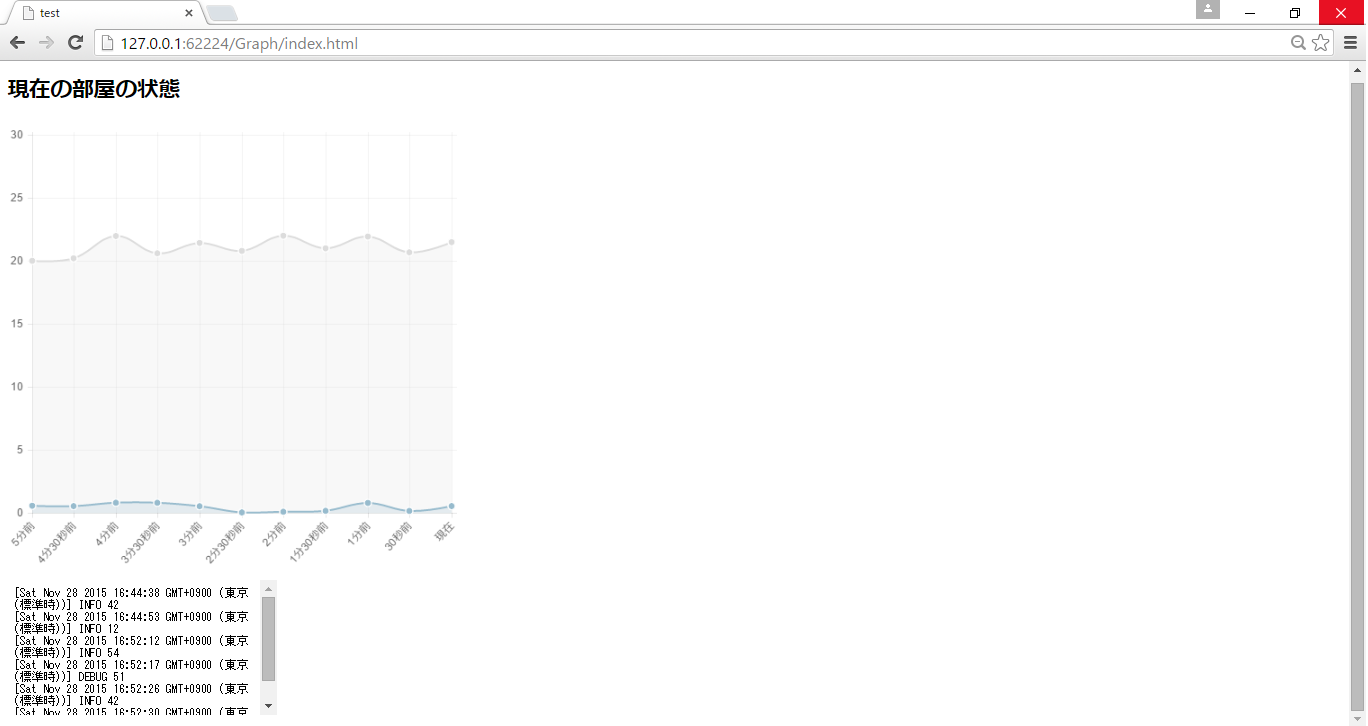 test
127.0.0.1:62224/Graph/index.html
現在の部屋の状態
30
25
20
15
10
5
0
5分前
4分30秒前
4分前
3分30秒前
3分前
2分30秒前
2分前
1分30秒前
1分前
30秒前
現在
[Sat Nov 28 2015 16:44:38 GMT+0900 (東京
(標準時))] INFO 42
[Sat Nov 28 2015 16:44:53 GMT+0900 (東京
(標準時))] INFO 12
[Sat Nov 28 2015 16:52:12 GMT+0900 (東京
(標準時))] INFO 54
[Sat Nov 28 2015 16:52:17 GMT+0900 (東京
(標準時))] DEBUG 51
[Sat Nov 28 2015 16:52:26 GMT+0900 (東京
(標準時))] INFO 42
[Sat Nov 28 2015 16:52:30 GMT+0900 (東京